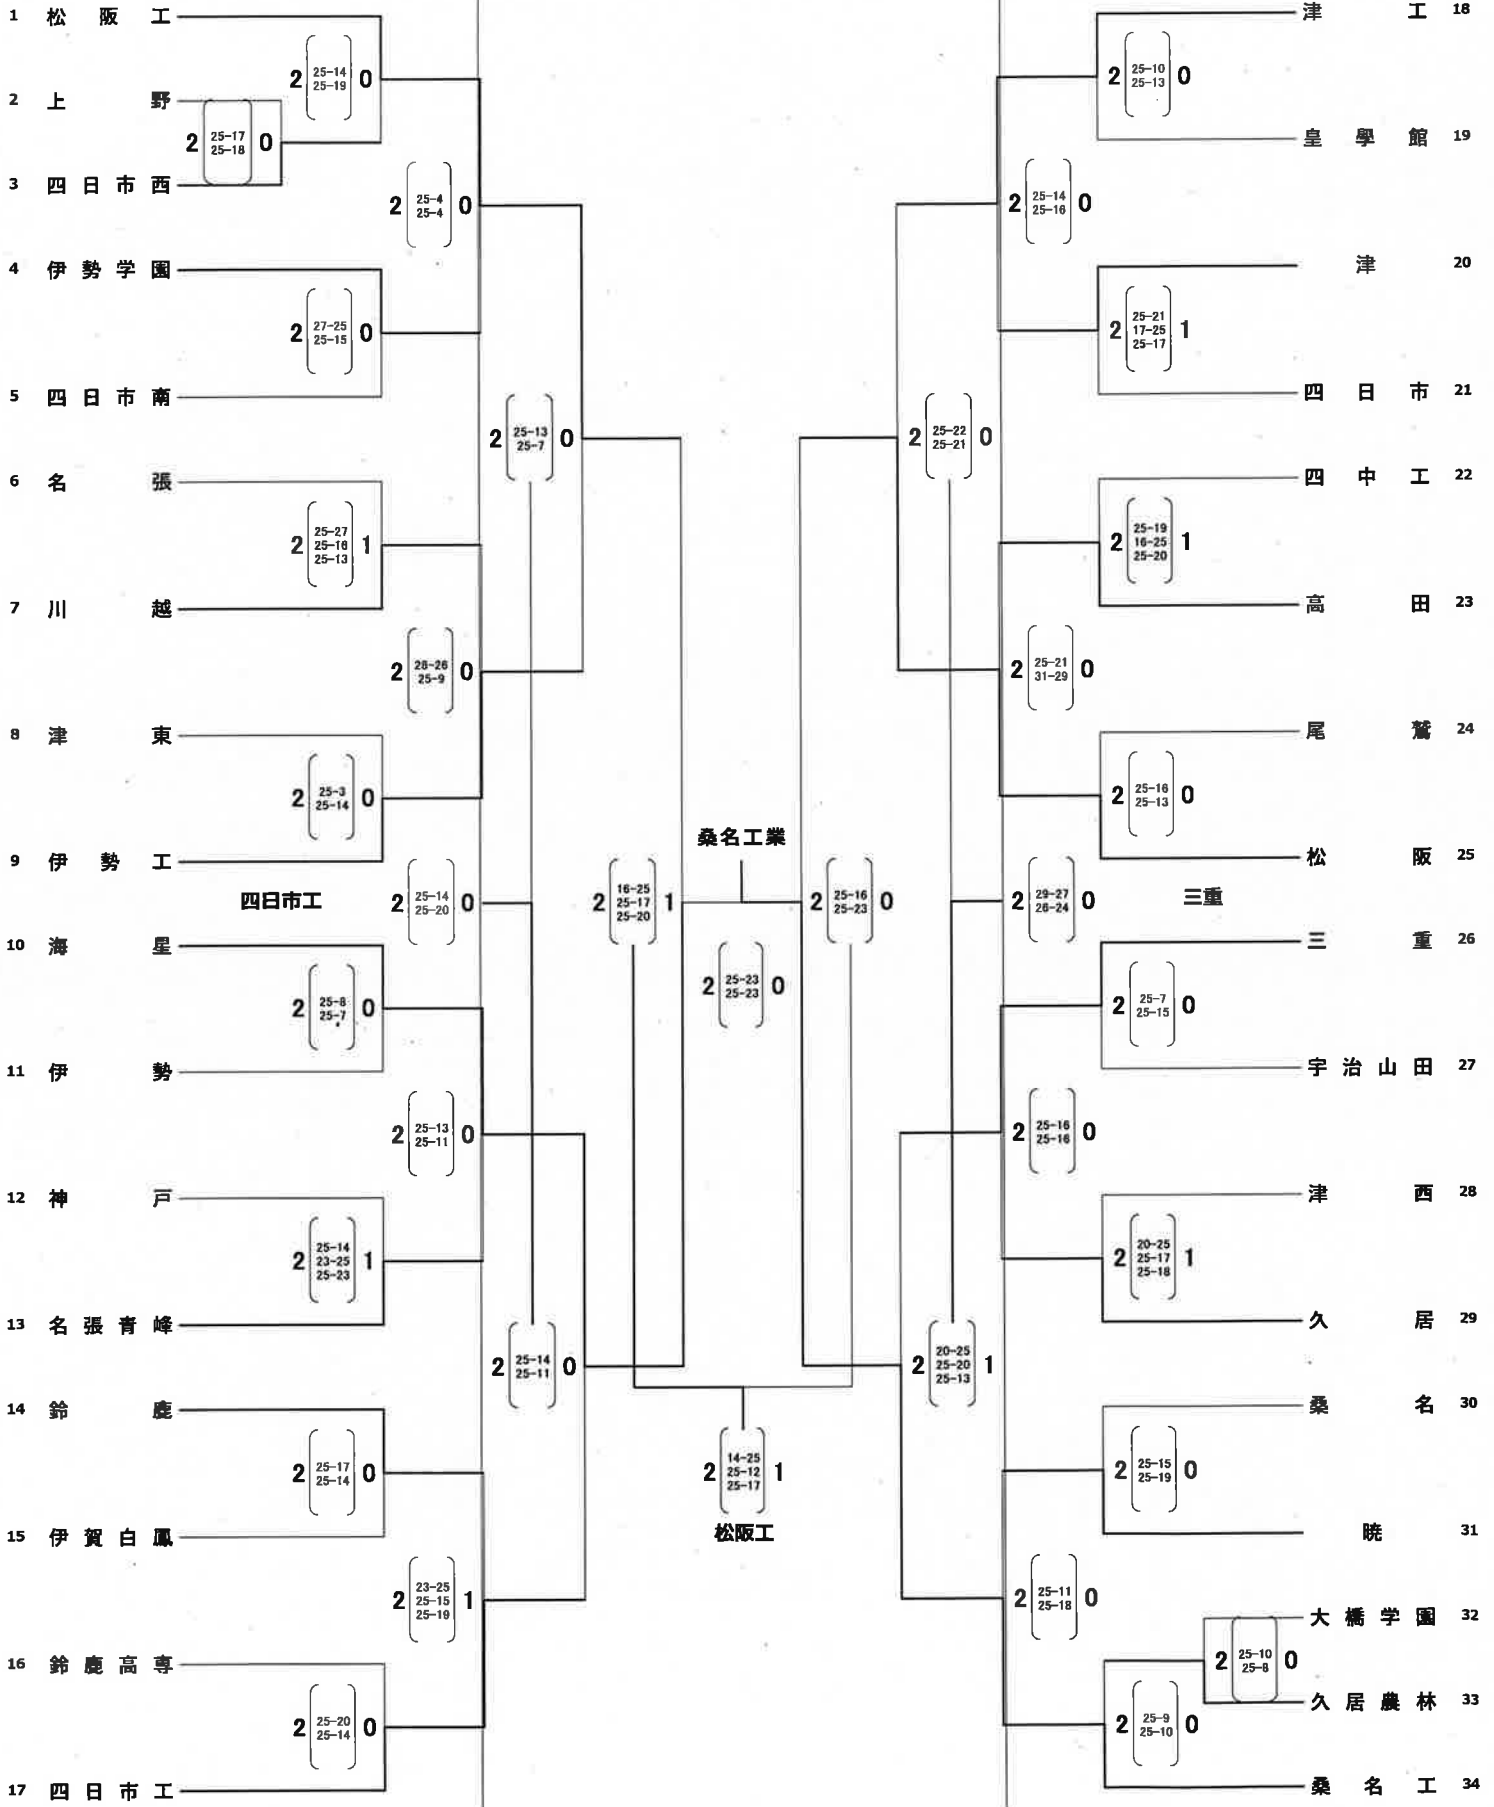 1 松阪工
2 25-14 25-19 0
2 上野
2 25-17 25-18 0
3 四日市西
2 25-4 25-4 0
4 伊勢学園
2 27-25 25-15 0
5 四日市南
2 25-13 25-7 0
6 名張
2 25-27 25-16 25-13 1
7 川越
2 28-26 25-9 0
8 津東
2 25-3 25-14 0
9 伊勢工
四日市工
2 25-14 25-20 0
10 海星
2 25-8 25-7 0
11 伊勢
2 25-13 25-11 0
12 神戸
2 25-14 23-25 25-23 1
13 名張青峰
2 25-14 25-11 0
14 鈴鹿
2 25-17 25-14 0
15 伊賀白鳳
2 23-25 25-15 25-19 1
16 鈴鹿高専
2 25-20 25-14 0
17 四日市工
2 16-25 25-17 25-20 1
桑名工業
2 25-23 25-23 0
2 14-25 25-12 25-17 1
松阪工
2 25-16 25-23 0
津工 18
2 25-10 25-13 0
皇學館 19
2 25-14 25-16 0
津 20
2 25-21 17-25 25-17 1
四日市 21
2 25-22 25-21 0
四中工 22
2 25-19 16-25 25-20 1
高田 23
2 25-21 31-29 0
尾鷲 24
2 25-16 25-13 0
松阪 25
2 29-27 26-24 0
三重
三重 26
2 25-7 25-15 0
宇治山田 27
2 25-16 25-16 0
津西 28
2 20-25 25-17 25-18 1
久居 29
2 20-25 25-20 25-13 1
桑名 30
2 25-15 25-19 0
暁 31
2 25-11 25-18 0
大橋学園 32
2 25-10 25-8 0
久居農林 33
2 25-9 25-10 0
桑名工 34